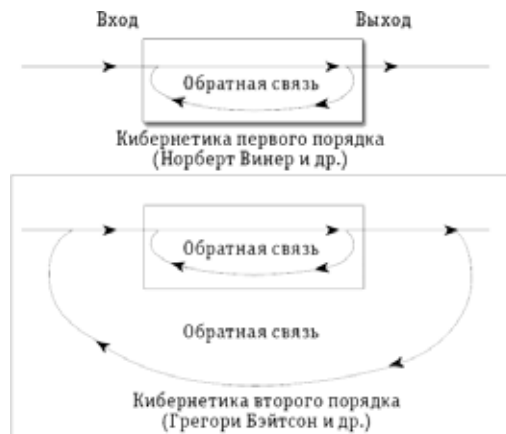 Вход Выход
Обратная связь
Кибернетика первого порядка
(Норберт Винер и др.)
Обратная связь
Обратная связь
Кибернетика второго порядка
(Грегори Бэйтсон и др.)